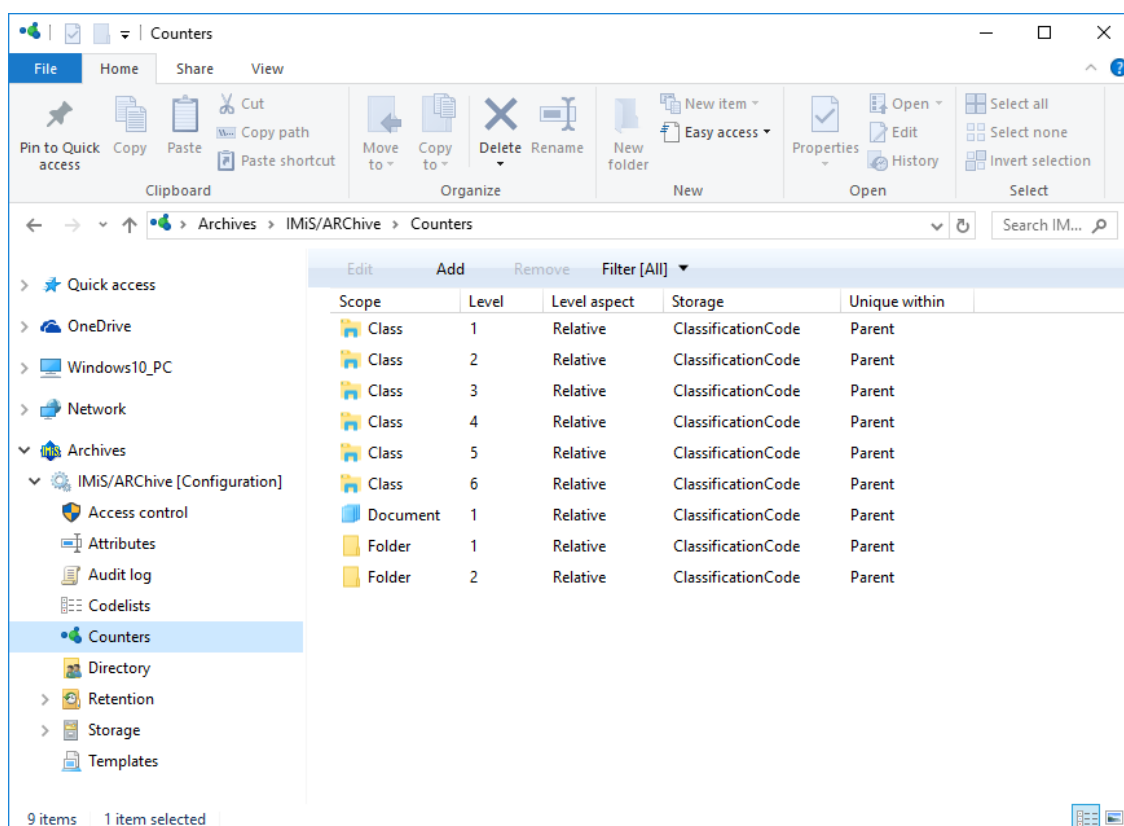 Counters
File Home Share View
Pin to Quick access
Copy
Paste
Cut
Copy path
Paste shortcut
Clipboard
Move to
Copy to
Delete
Rename
Organize
New folder
New item
Easy access
New
Properties
Open
Edit
History
Open
Select all
Select none
Invert selection
Select
Archives > IMiS/ARChive > Counters
Search IM...
Quick access
OneDrive
Windows10_PC
Network
Archives
IMiS/ARChive [Configuration]
Access control
Attributes
Audit log
Codelists
Counters
Directory
Retention
Storage
Templates
Edit Add Remove Filter [All]
Scope Level Level aspect Storage Unique within
Class 1 Relative ClassificationCode Parent
Class 2 Relative ClassificationCode Parent
Class 3 Relative ClassificationCode Parent
Class 4 Relative ClassificationCode Parent
Class 5 Relative ClassificationCode Parent
Class 6 Relative ClassificationCode Parent
Document 1 Relative ClassificationCode Parent
Folder 1 Relative ClassificationCode Parent
Folder 2 Relative ClassificationCode Parent
9 items 1 item selected